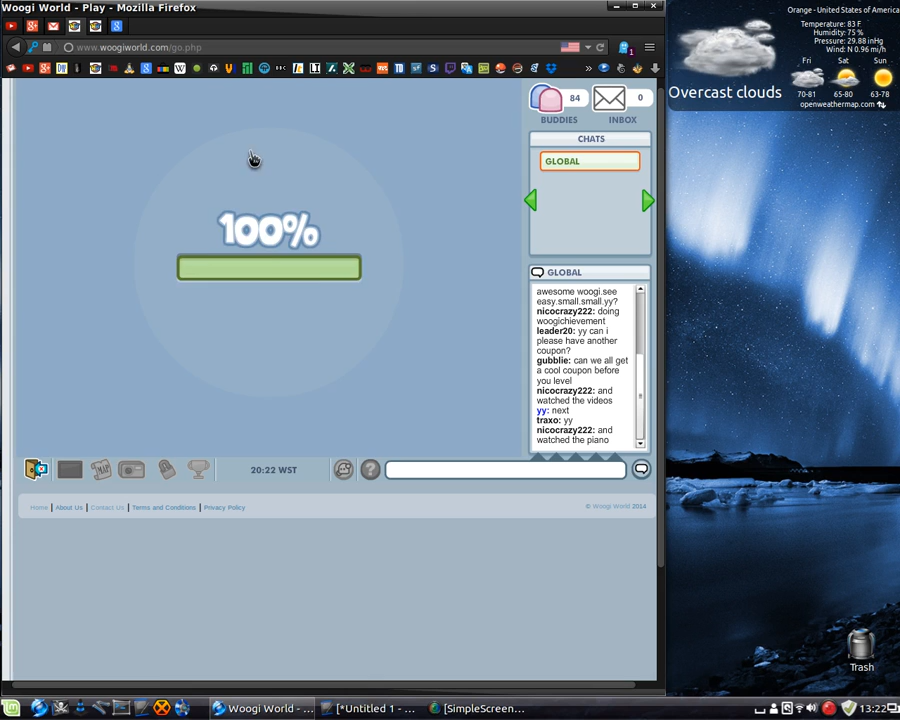 Woogi World - Play - Mozilla Firefox
www.woogiworld.com/go.php
1
84
0
BUDDIES
INBOX
CHATS
GLOBAL
100%
GLOBAL
awesome woogi.see
easy.small.small.yy?
nicocrazy222: doing
woogichievement
leader20: yy can i
please have another
coupon?
gubblie: can we all get
a cool coupon before
you level
nicocrazy222: and
watched the videos
yy: next
traxo: yy
nicocrazy222: and
watched the piano
MAP
20:22 WST
?
Home | About Us | Contact Us | Terms and Conditions | Privacy Policy
© Woogi World 2014
Orange - United States of America
Temperature: 83 F
Humidity: 75 %
Pressure: 29.88 inHg
Wind: N 0.96 mi/h
Fri Sat Sun
Overcast clouds
70-81 65-80 63-78
openweathermap.com
Trash
Woogi World - ...
[*Untitled 1 - ...
[SimpleScreen...
13:22